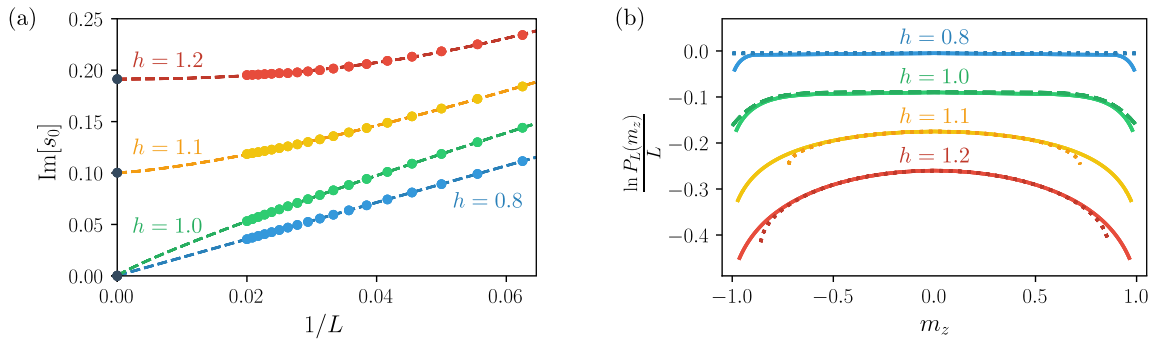 (a)
0.25
0.20
0.15
0.10
0.05
0.00
Im[s₀]
h = 1.2
h = 1.1
h = 1.0
h = 0.8
0.00 0.02 0.04 0.06
1/L
(b)
0.0
−0.1
−0.2
−0.3
−0.4
ln P_L(m_z)
L
h = 0.8
h = 1.0
h = 1.1
h = 1.2
−1.0 −0.5 0.0 0.5 1.0
m_z